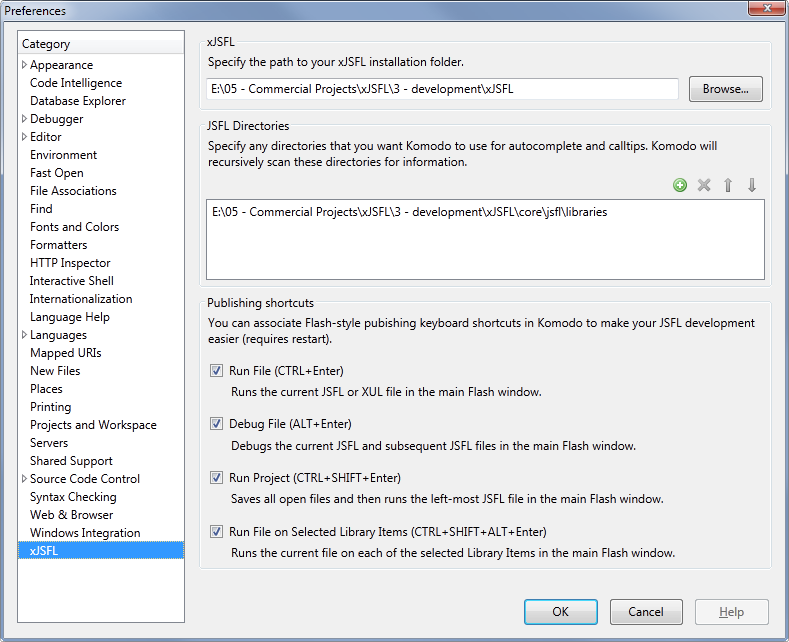 Preferences
Category
Appearance
Code Intelligence
Database Explorer
Debugger
Editor
Environment
Fast Open
File Associations
Find
Fonts and Colors
Formatters
HTTP Inspector
Interactive Shell
Internationalization
Language Help
Languages
Mapped URIs
New Files
Places
Printing
Projects and Workspace
Servers
Shared Support
Source Code Control
Syntax Checking
Web & Browser
Windows Integration
xJSFL
xJSFL
Specify the path to your xJSFL installation folder.
E:\05 - Commercial Projects\xJSFL\3 - development\xJSFL
Browse...
JSFL Directories
Specify any directories that you want Komodo to use for autocomplete and calltips. Komodo will
recursively scan these directories for information.
E:\05 - Commercial Projects\xJSFL\3 - development\xJSFL\core\jsfl\libraries
Publishing shortcuts
You can associate Flash-style pubishing keyboard shortcuts in Komodo to make your JSFL development
easier (requires restart).
Run File (CTRL+Enter)
Runs the current JSFL or XUL file in the main Flash window.
Debug File (ALT+Enter)
Debugs the current JSFL and subsequent JSFL files in the main Flash window.
Run Project (CTRL+SHIFT+Enter)
Saves all open files and then runs the left-most JSFL file in the main Flash window.
Run File on Selected Library Items (CTRL+SHIFT+ALT+Enter)
Runs the current file on each of the selected Library Items in the main Flash window.
OK
Cancel
Help